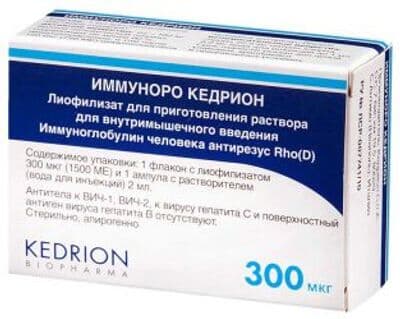 ИММУНОРО КЕДРИОН
ИММУНОРО КЕДРИОН
Лиофилизат для приготовления раствора
для внутримышечного введения
Иммуноглобулин человека антирезус Rho(D)
Содержимое упаковки: 1 флакон с лиофилизатом
300 мкг (1500 МЕ) и 1 ампула с растворителем
(вода для инъекций) 2 мл.
Антитела к ВИЧ-1, ВИЧ-2, к вирусу гепатита С и поверхностный
антиген вируса гепатита В отсутствуют.
Стерильно, апирогенно
KEDRION
BIOPHARMA
300 мкг